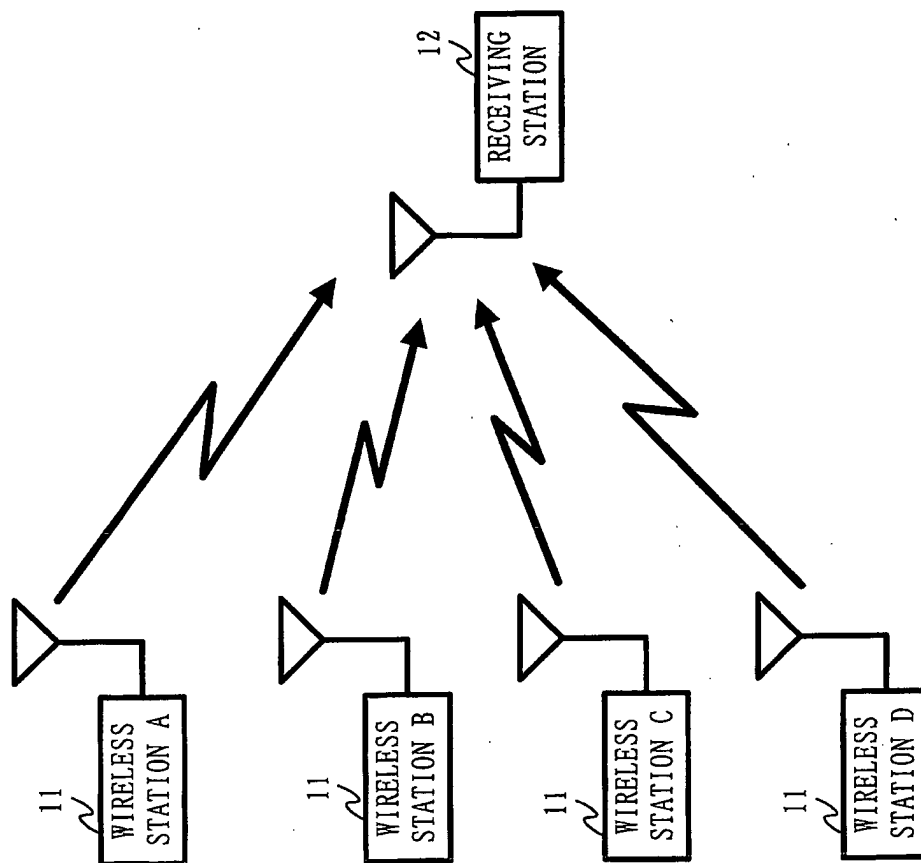 11
WIRELESS
STATION A
11
WIRELESS
STATION B
11
WIRELESS
STATION C
11
WIRELESS
STATION D
12
RECEIVING
STATION